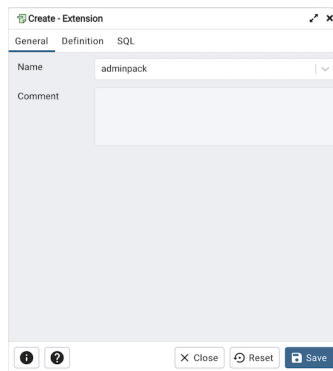 Create - Extension
General Definition SQL
Name
adminpack
Comment
Close Reset Save